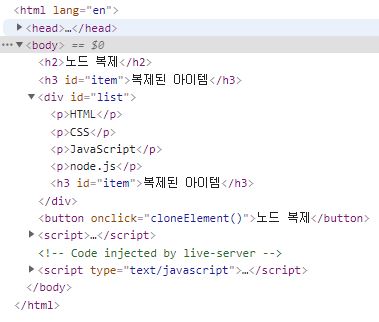 <html lang="en">
<head>…</head>
<body> == $0
<h2>노드 복제</h2>
<h3 id="item">복제된 아이템</h3>
<div id="list">
<p>HTML</p>
<p>CSS</p>
<p>JavaScript</p>
<p>node.js</p>
<h3 id="item">복제된 아이템</h3>
</div>
<button onclick="cloneElement()">노드 복제</button>
<script>…</script>
<!-- Code injected by live-server -->
<script type="text/javascript">…</script>
</body>
</html>